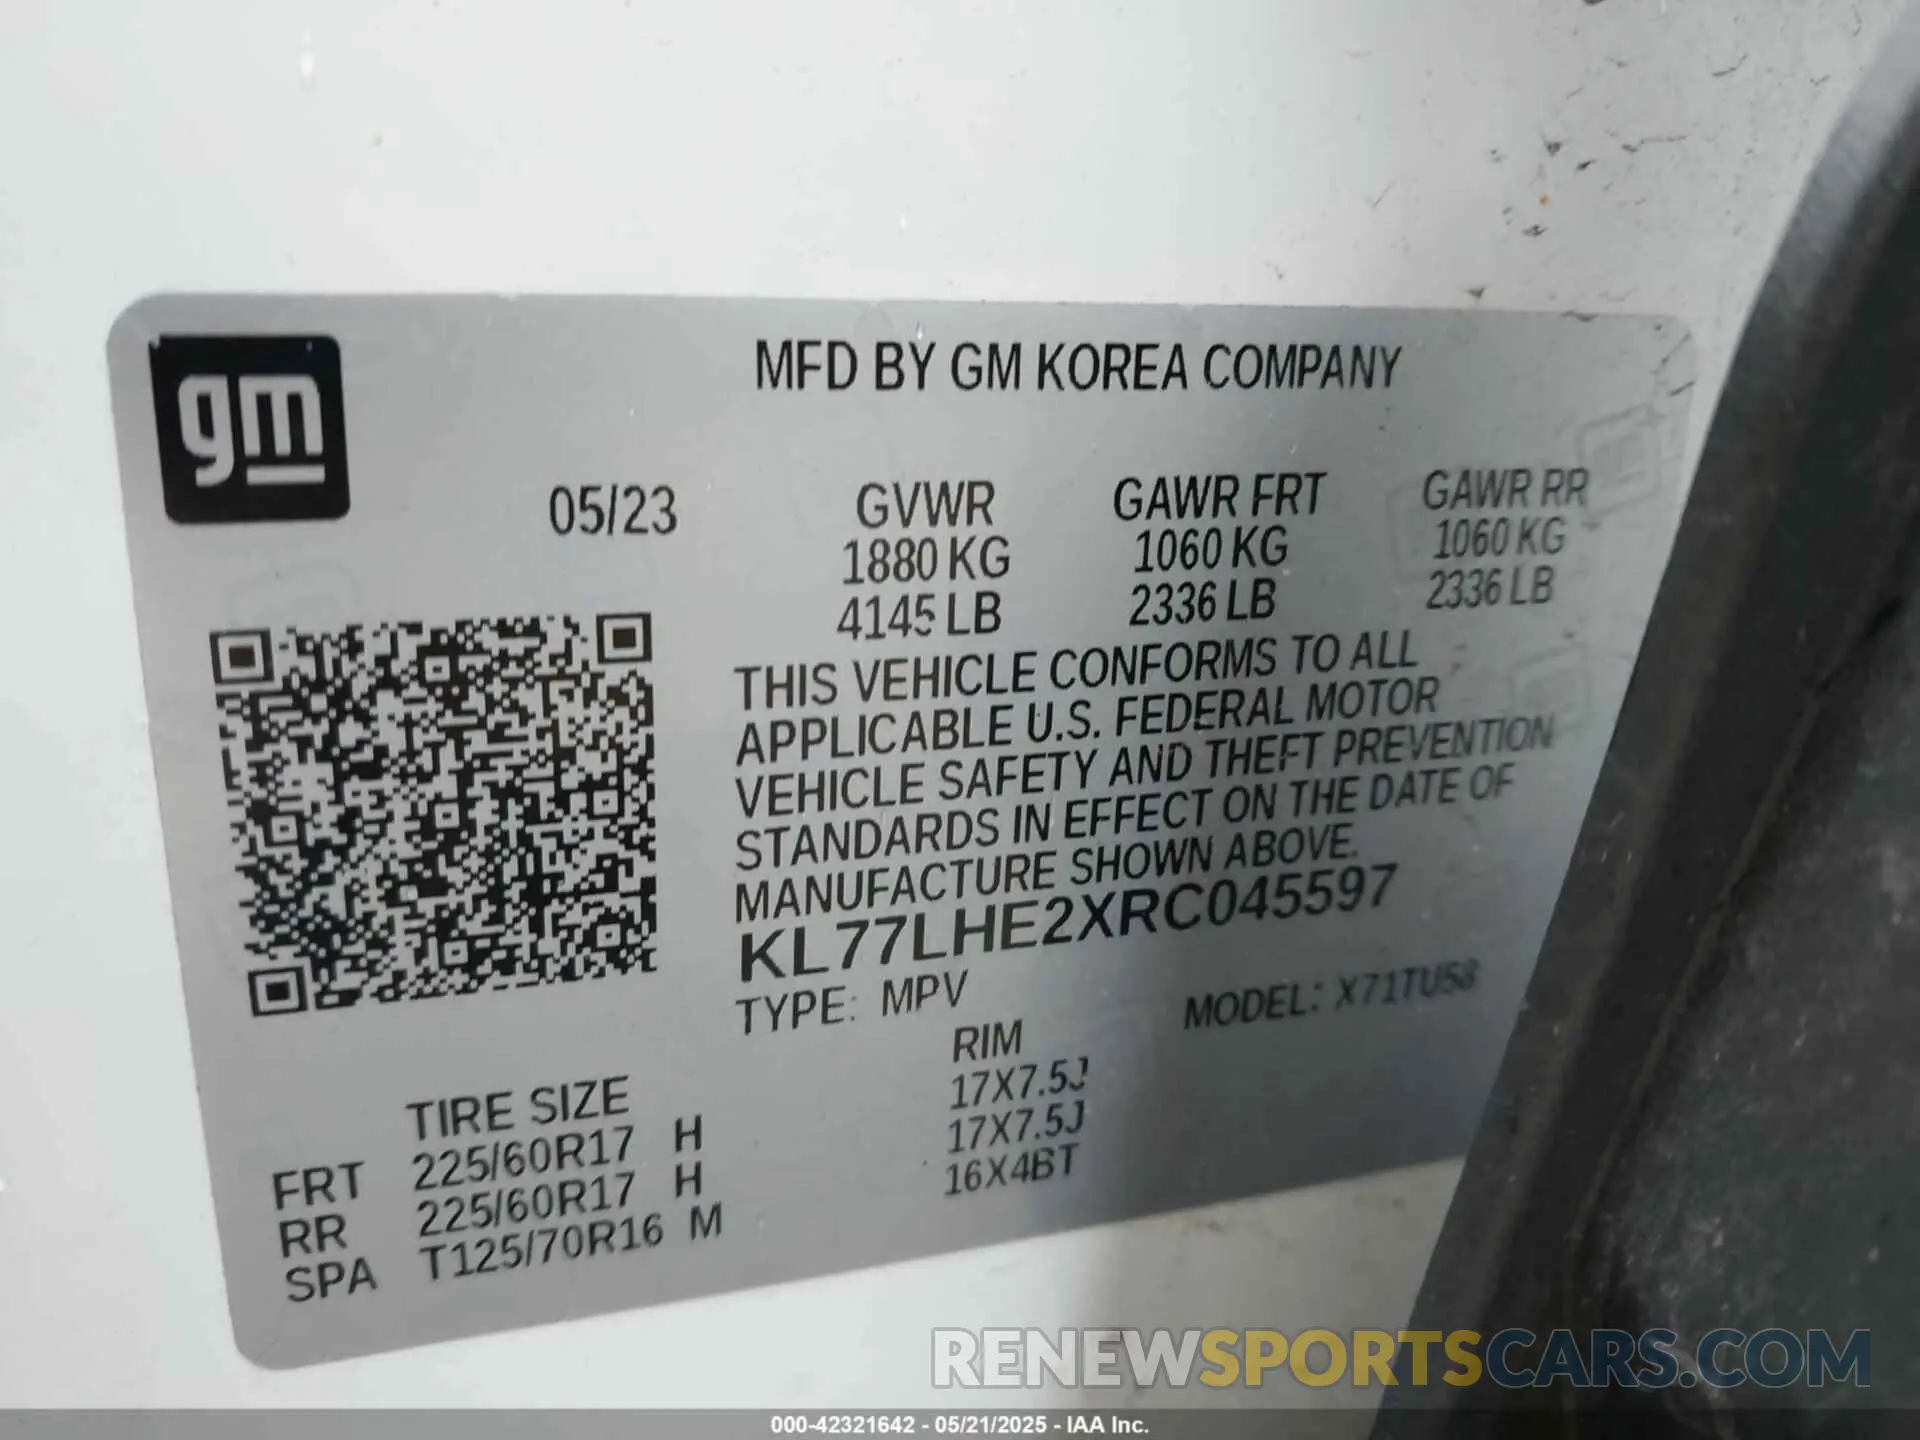 gm
MFD BY GM KOREA COMPANY
05/23
GVWR GAWR FRT GAWR RR
1880 KG 1060 KG 1060 KG
4145 LB 2336 LB 2336 LB
THIS VEHICLE CONFORMS TO ALL
APPLICABLE U.S. FEDERAL MOTOR
VEHICLE SAFETY AND THEFT PREVENTION
STANDARDS IN EFFECT ON THE DATE OF
MANUFACTURE SHOWN ABOVE.
KL77LHE2XRC045597
TYPE: MPV MODEL: X71TU58
TIRE SIZE RIM
FRT 225/60R17 H 17X7.5J
RR 225/60R17 H 17X7.5J
SPA T125/70R16 M 16X4BT
RENEWSPORTSCARS.COM
000-42321642 - 05/21/2025 - IAA Inc.